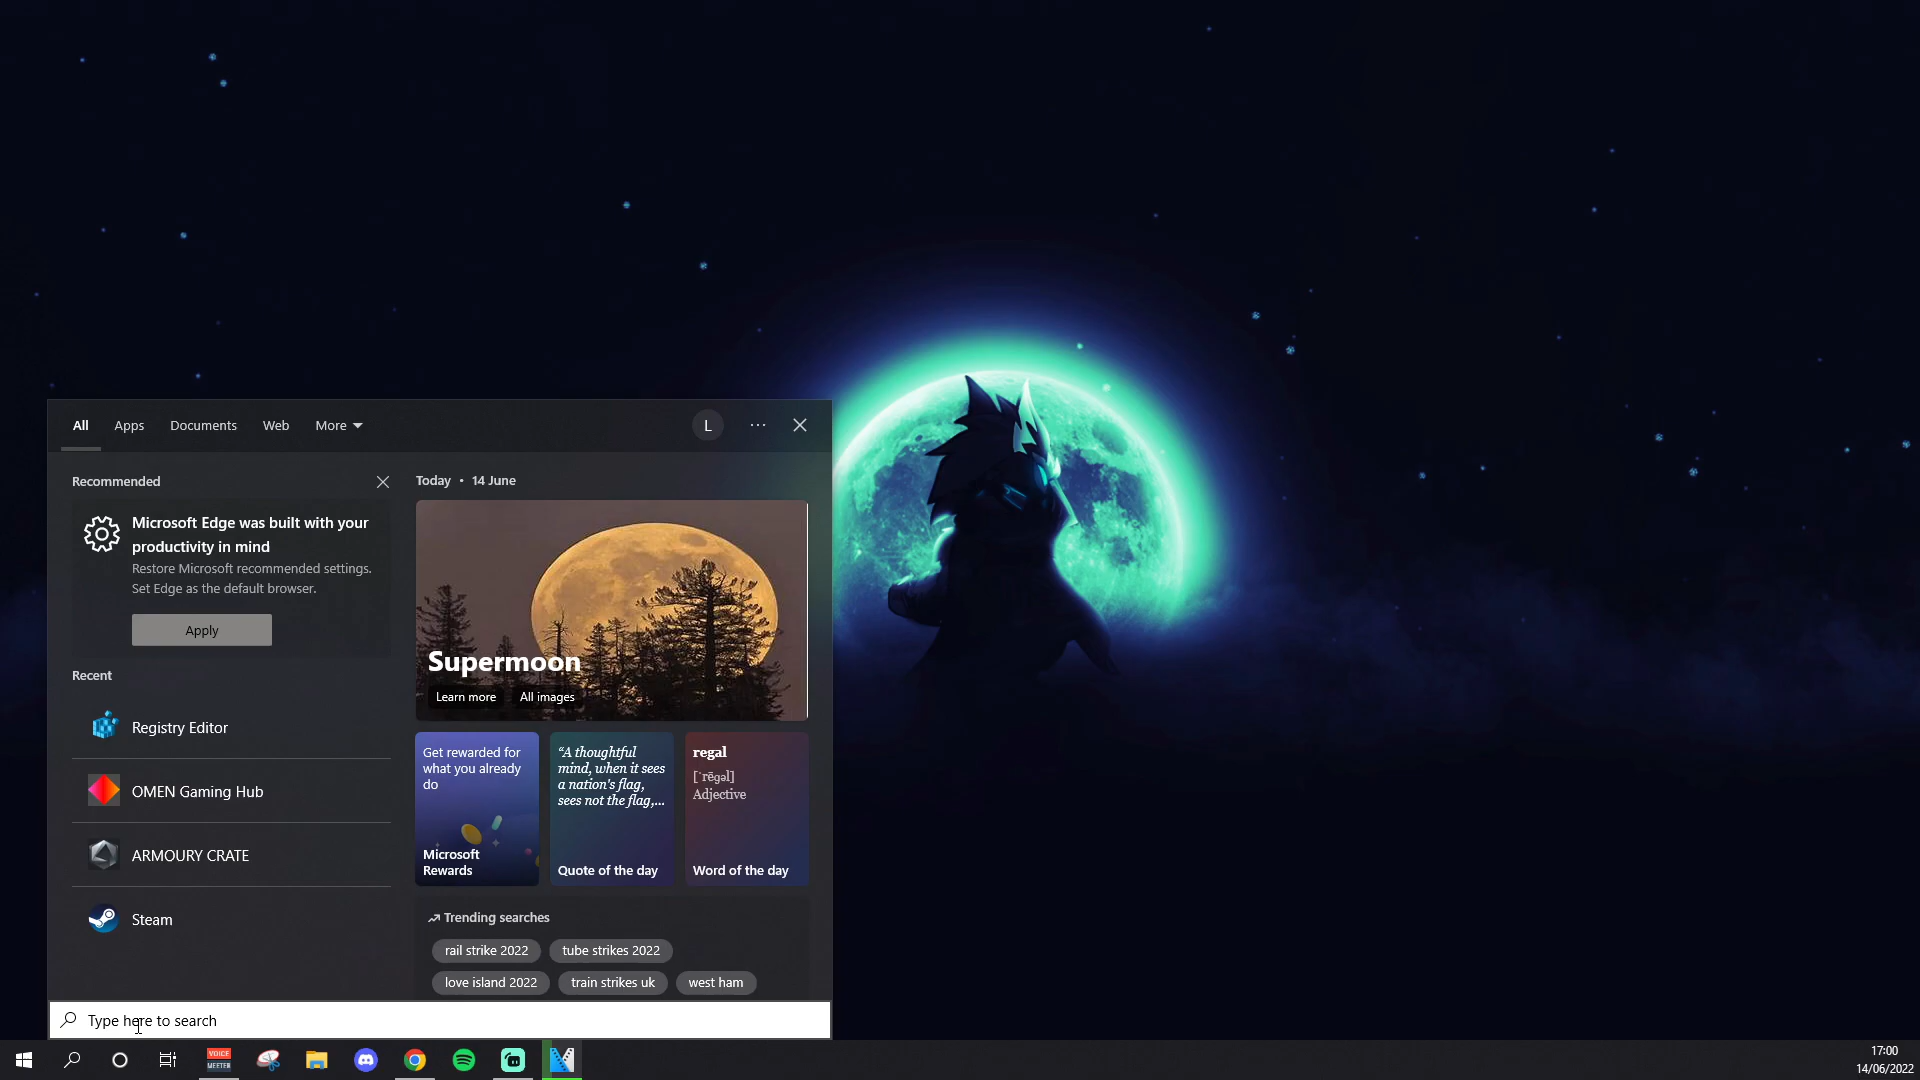 All Apps Documents Web More
L
Recommended
Microsoft Edge was built with your
productivity in mind
Restore Microsoft recommended settings.
Set Edge as the default browser.
Apply
Recent
Registry Editor
OMEN Gaming Hub
ARMOURY CRATE
Steam
Today • 14 June
Supermoon
Learn more All images
Get rewarded for
what you already
do
Microsoft
Rewards
“A thoughtful
mind, when it sees
a nation's flag,
sees not the flag,...
Quote of the day
regal
[ˈrēɡəl]
Adjective
Word of the day
Trending searches
rail strike 2022 tube strikes 2022
love island 2022 train strikes uk west ham
Type here to search
VOICE
MEETER
17:00
14/06/2022